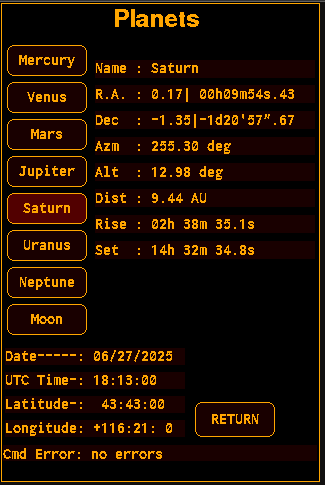 Planets
Mercury
Venus
Mars
Jupiter
Saturn
Uranus
Neptune
Moon
Name : Saturn
R.A. : 0.17| 00h09m54s.43
Dec : -1.35|-1d20'57".67
Azm : 255.30 deg
Alt : 12.98 deg
Dist : 9.44 AU
Rise : 02h 38m 35.1s
Set : 14h 32m 34.8s
Date-----: 06/27/2025
UTC Time-: 18:13:00
Latitude-: 43:43:00
Longitude: +116:21: 0
RETURN
Cmd Error: no errors